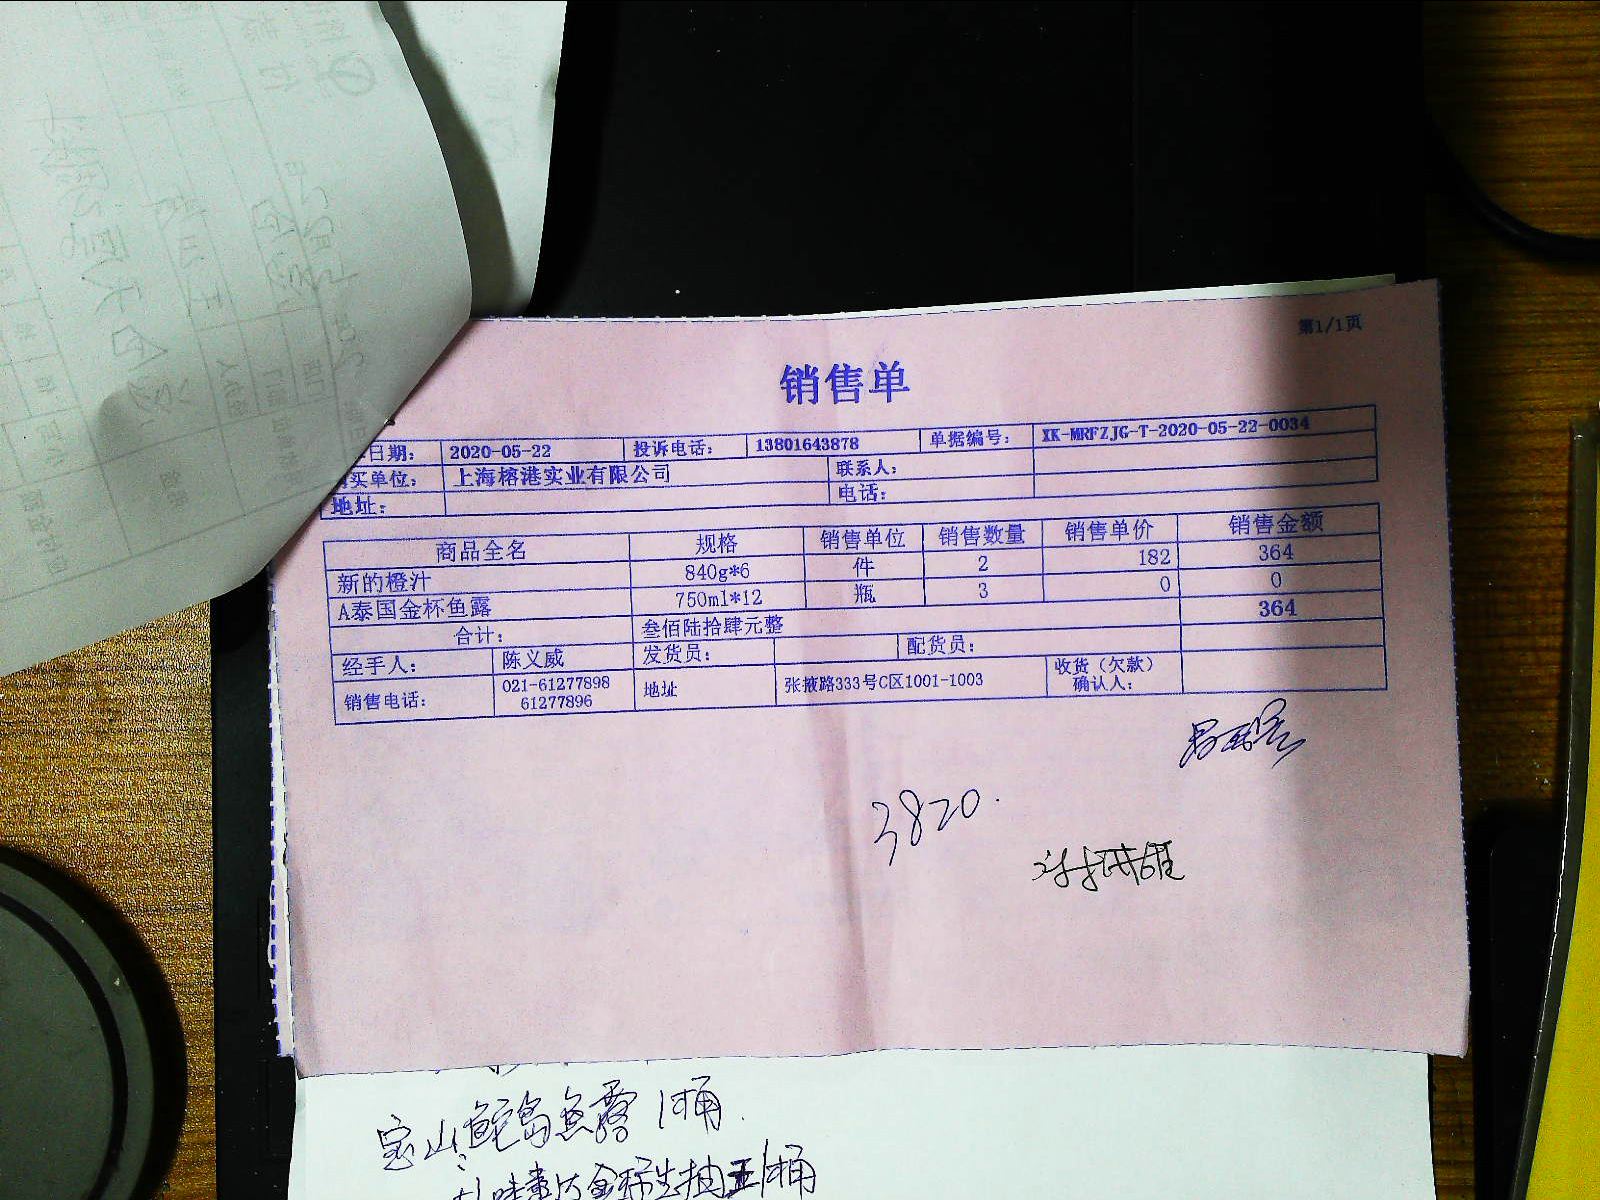 第1/1页
销售单
日期： 2020-05-22 投诉电话： 13801643878 单据编号： XK-MRFZJG-T-2020-05-22-0034
买单位： 上海榕港实业有限公司 联系人：
地址： 电话：
商品全名 规格 销售单位 销售数量 销售单价 销售金额
新的橙汁 840g*6 件 2 182 364
A泰国金杯鱼露 750ml*12 瓶 3 0 0
合计： 叁佰陆拾肆元整 364
经手人： 陈义威 发货员： 配货员：
销售电话： 021-61277898 61277896 地址 张掖路333号C区1001-1003 收货（欠款）确认人：
3820.
鱼露 1桶